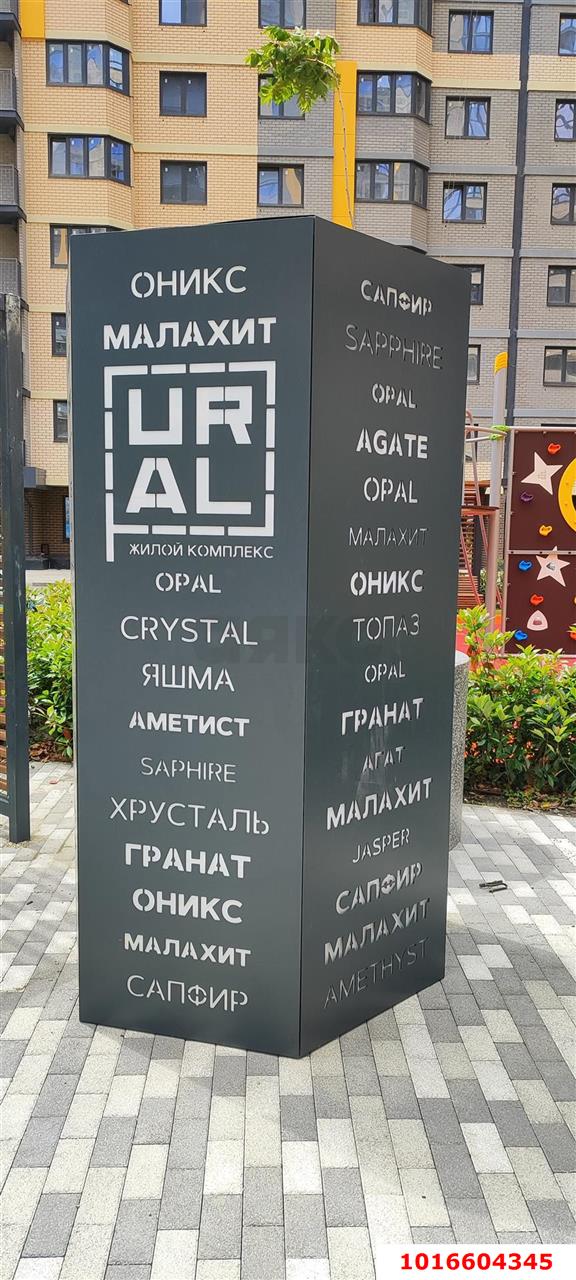 ОНИКС
МАЛАХИТ
UR
AL
ЖИЛОЙ КОМПЛЕКС
OPAL
CRYSTAL
ЯШМА
АМЕТИСТ
SAPHIRE
ХРУСТАЛЬ
ГРАНАТ
ОНИКС
МАЛАХИТ
САПФИР
САПФИР
SAPPHIRE
OPAL
AGATE
OPAL
МАЛАХИТ
ОНИКС
ТОПАЗ
OPAL
ГРАНАТ
АГАТ
МАЛАХИТ
JASPER
САПФИР
МАЛАХИТ
AMETHYST
1016604345